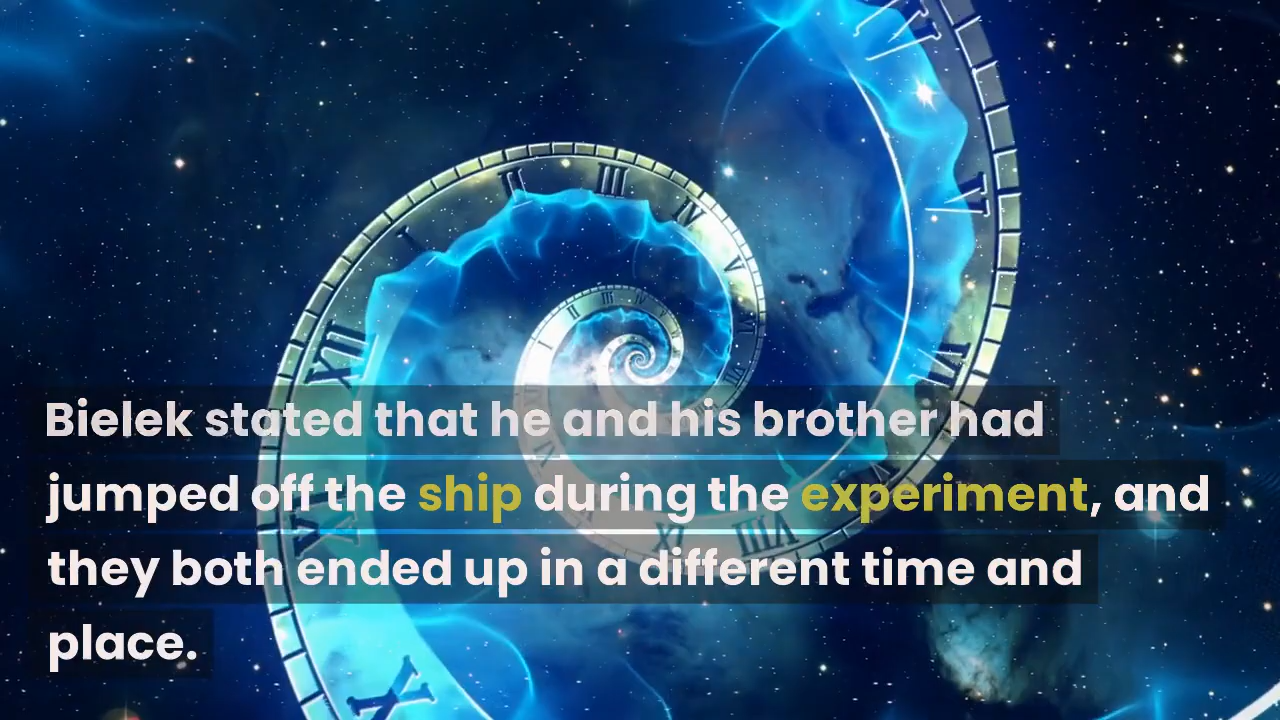 Bielek stated that he and his brother had
jumped off the ship during the experiment, and
they both ended up in a different time and
place.